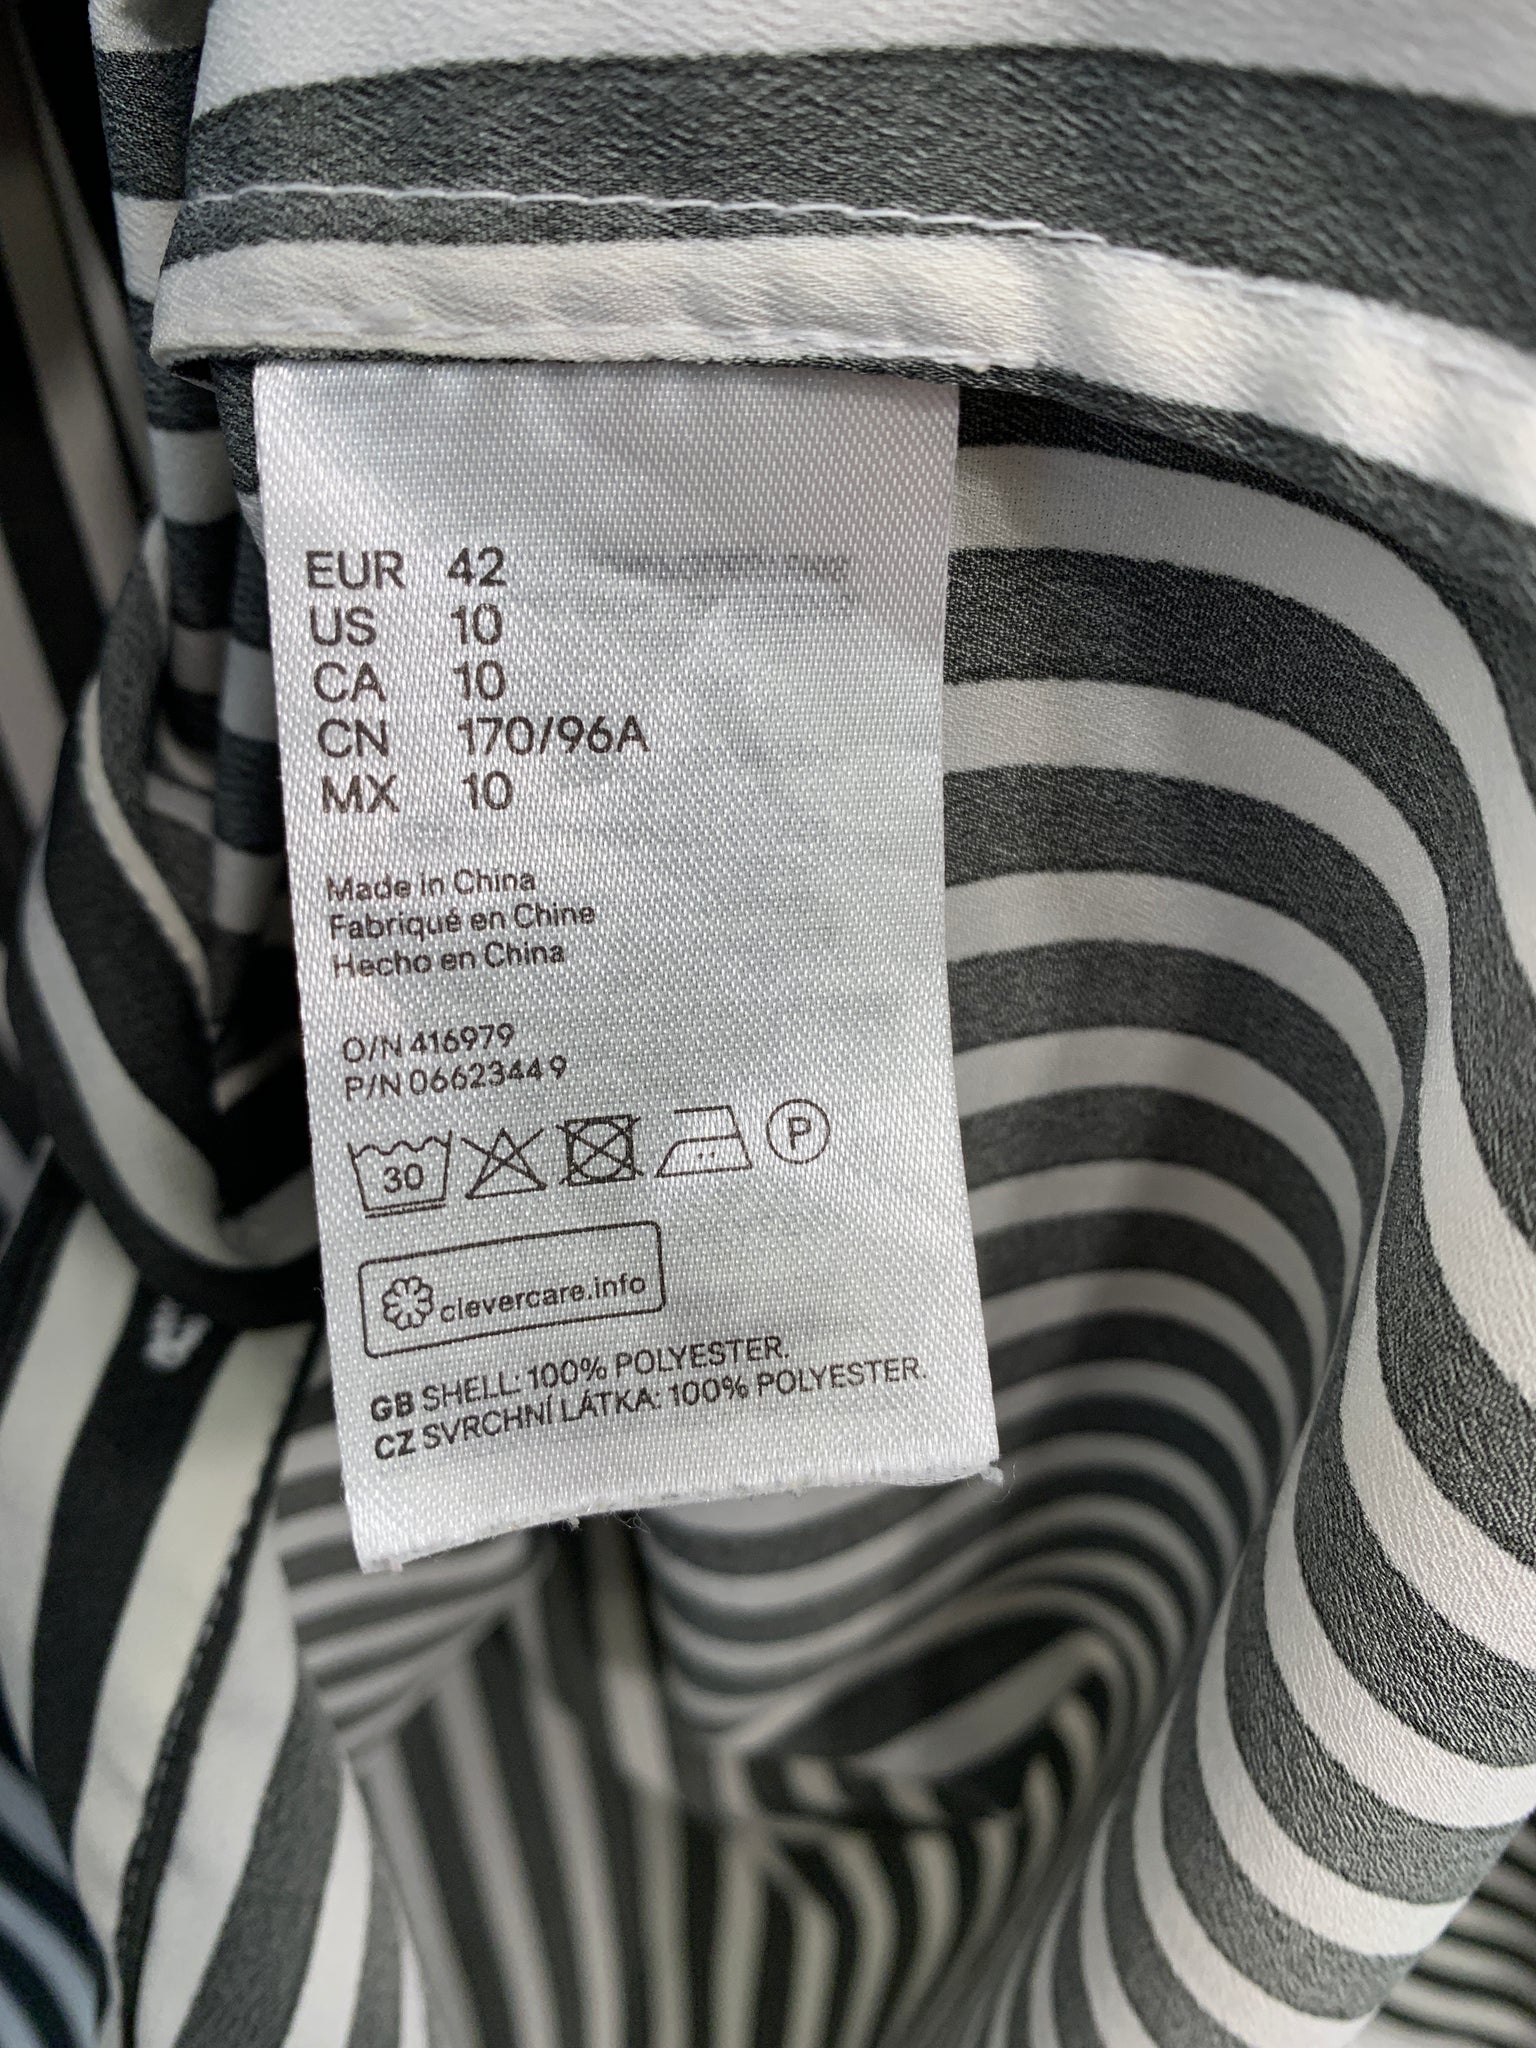 EUR 42
US 10
CA 10
CN 170/96A
MX 10
Made in China
Fabriqué en Chine
Hecho en China
O/N 416979
P/N 06623449
30
P
clevercare.info
GB SHELL: 100% POLYESTER.
CZ SVRCHNÍ LÁTKA: 100% POLYESTER.